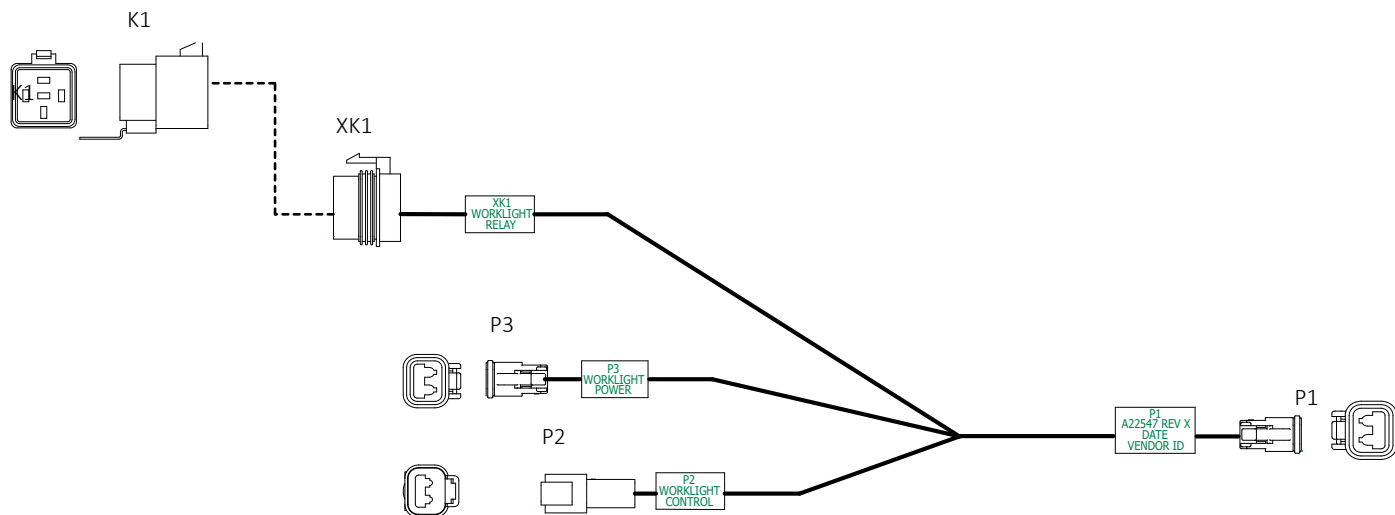 K1
K1
XK1
XK1
WORKLIGHT
RELAY
P3
P3
WORKLIGHT
POWER
P1
P1
A22547 REV X
DATE
VENDOR ID
P2
P2
WORKLIGHT
CONTROL